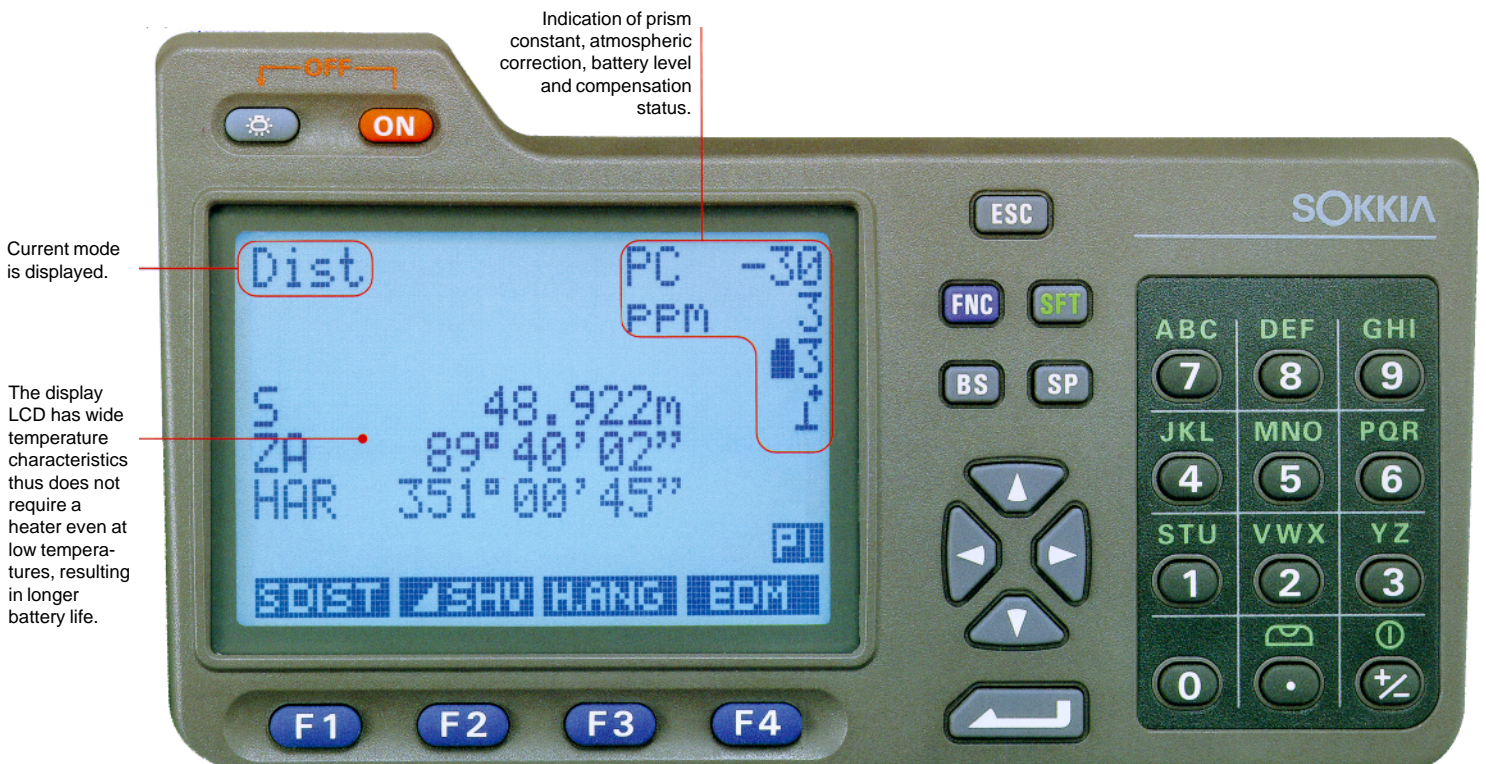 Indication of prism
constant, atmospheric
correction, battery level
and compensation
status.
OFF
ON
Current mode
is displayed.
The display
LCD has wide
temperature
characteristics
thus does not
require a
heater even at
low tempera-
tures, resulting
in longer
battery life.
Dist
PC -30
ppm 3
3
S 48.922m
ZA 89°40'02"
HAR 351°00'45"
P1
SDIST ◢SHV H.ANG EDM
F1 F2 F3 F4
ESC
FNC SFT
BS SP
SOKKIA
ABC DEF GHI
7 8 9
JKL MNO PQR
4 5 6
STU VWX YZ
1 2 3
0 . +/-